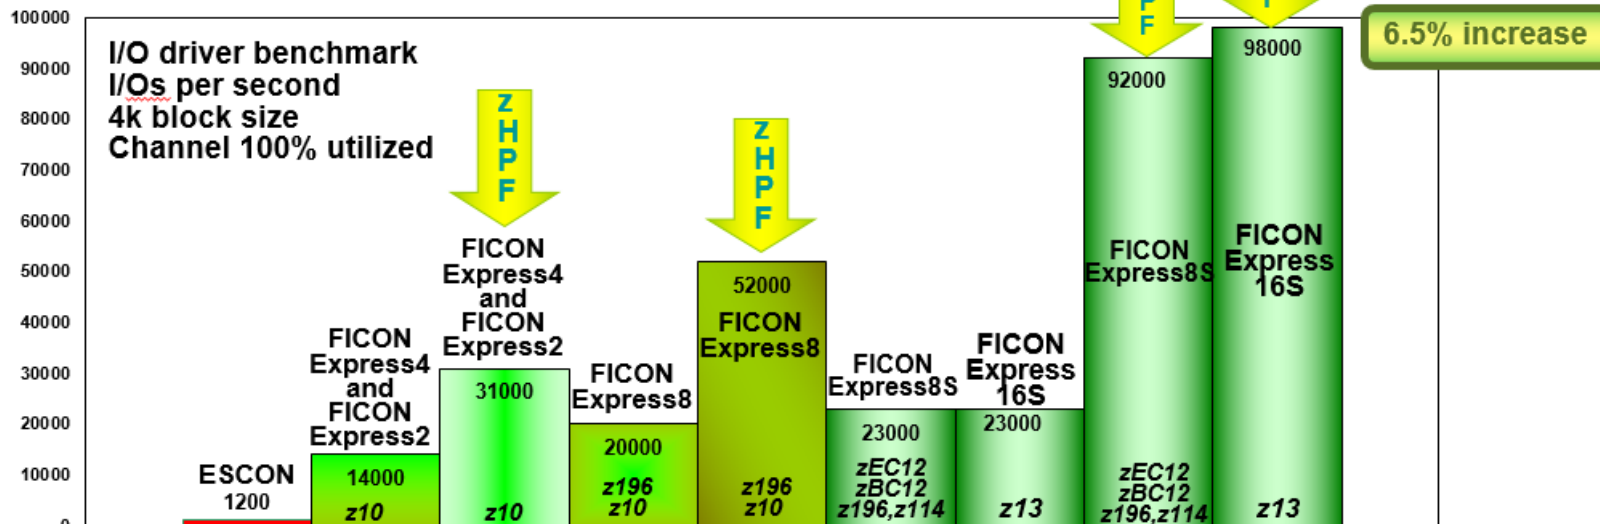 100000
90000
80000
70000
60000
50000
40000
30000
20000
10000
I/O driver benchmark
I/Os per second
4k block size
Channel 100% utilized
ESCON
1200
FICON
Express4
and
FICON
Express2
14000
z10
z
H
P
F
FICON
Express4
and
FICON
Express2
31000
z10
FICON
Express8
20000
z196
z10
z
H
P
F
52000
FICON
Express8
z196
z10
FICON
Express8S
23000
zEC12
zBC12
z196,z114
FICON
Express
16S
23000
z13
F
92000
FICON
Express8S
zEC12
zBC12
z196,z114
98000
FICON
Express
16S
z13
6.5% increase